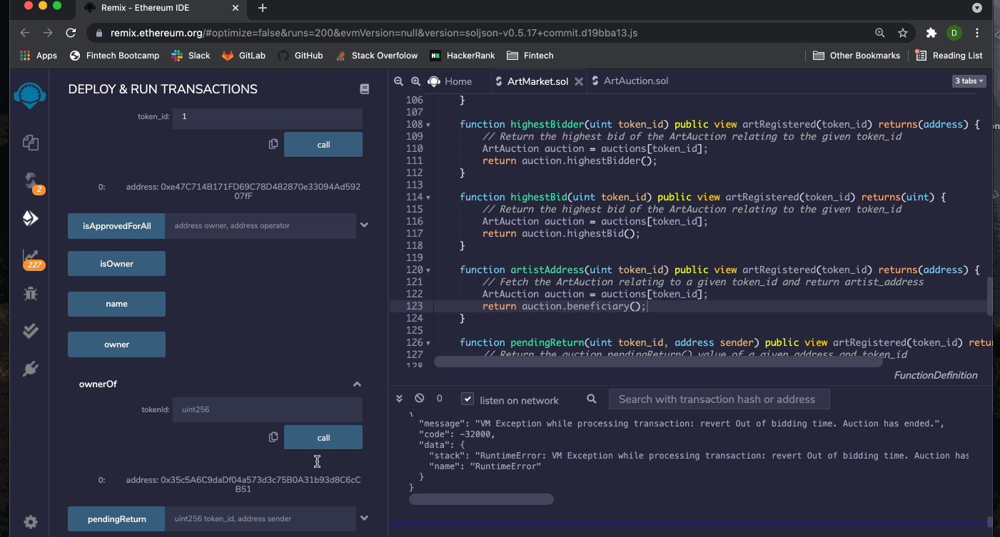 Remix - Ethereum IDE
remix.ethereum.org/#optimize=false&runs=200&evmVersion=null&version=soljson-v0.5.17+commit.d19bba13.js
D
Apps
Fintech Bootcamp
Slack
GitLab
GitHub
Stack Overfolow
HackerRank
Fintech
Other Bookmarks
Reading List
DEPLOY & RUN TRANSACTIONS
token_id:
1
call
0:
address: 0xe47C714B171FD69C78D482870e33094Ad592
07fF
isApprovedForAll
address owner, address operator
isOwner
name
owner
ownerOf
tokenId:
uint256
call
0:
address: 0x35c5A6C9daDf04a573d3c75B0A31b93d8C6cC
B51
pendingReturn
uint256 token_id, address sender
2
227
Home
ArtMarket.sol
ArtAuction.sol
3 tabs
106 }
107
108 function highestBidder(uint token_id) public view artRegistered(token_id) returns(address) {
109 // Return the highest bid of the ArtAuction relating to the given token_id
110 ArtAuction auction = auctions[token_id];
111 return auction.highestBidder();
112 }
113
114 function highestBid(uint token_id) public view artRegistered(token_id) returns(uint) {
115 // Return the highest bid of the ArtAuction relating to the given token_id
116 ArtAuction auction = auctions[token_id];
117 return auction.highestBid();
118 }
119
120 function artistAddress(uint token_id) public view artRegistered(token_id) returns(address) {
121 // Fetch the ArtAuction relating to a given token_id and return artist_address
122 ArtAuction auction = auctions[token_id];
123 return auction.beneficiary();
124 }
125
126 function pendingReturn(uint token_id, address sender) public view artRegistered(token_id) retu
127 // Return the auction pendingReturn() value of a given address and token_id
128
FunctionDefinition
0
listen on network
Search with transaction hash or address
{
"message": "VM Exception while processing transaction: revert Out of bidding time. Auction has ended.",
"code": -32000,
"data": {
"stack": "RuntimeError: VM Exception while processing transaction: revert Out of bidding time. Auction has
"name": "RuntimeError"
}
}